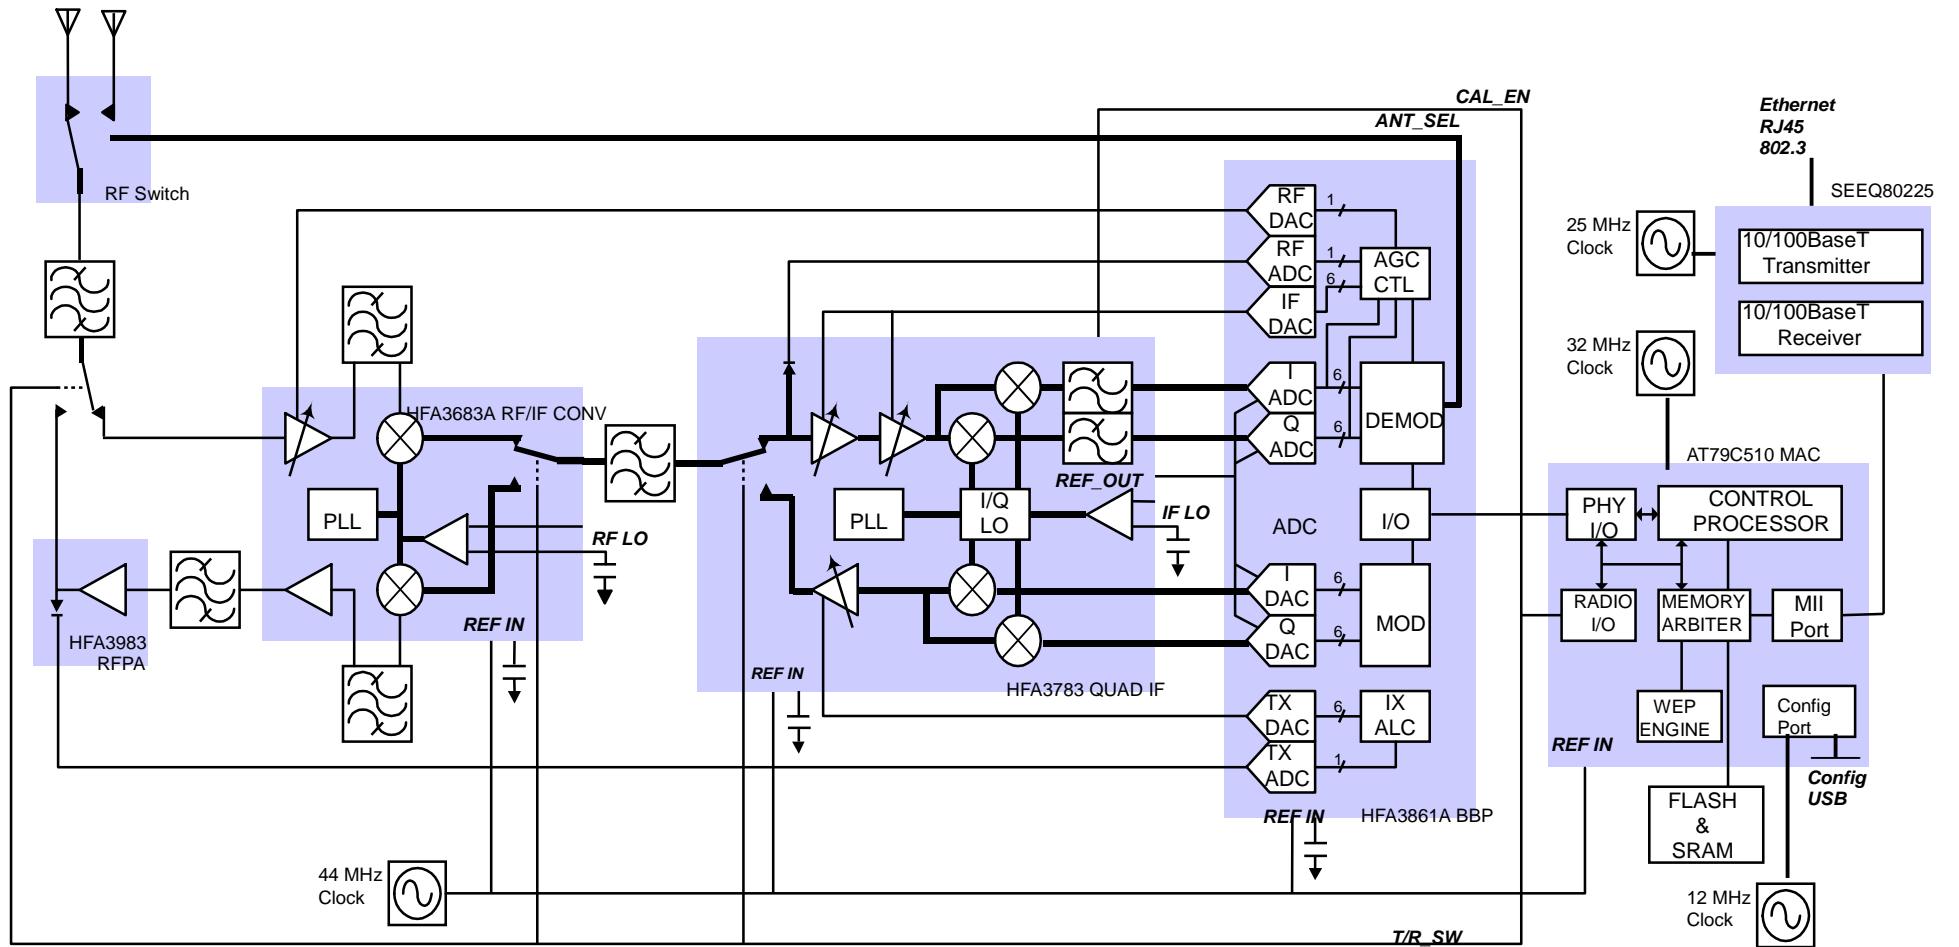 CAL_EN
ANT_SEL
Ethernet
RJ45
802.3
RF Switch
SEEQ80225
25 MHz
Clock
10/100BaseT
Transmitter
10/100BaseT
Receiver
32 MHz
Clock
RF
DAC
1
RF
ADC
1
6
AGC
CTL
IF
DAC
HFA3683A RF/IF CONV
I
ADC
6
Q
ADC
6
DEMOD
REF_OUT
AT79C510 MAC
PLL
RF LO
PLL
I/Q
LO
IF LO
ADC
I/O
PHY
I/O
CONTROL
PROCESSOR
I
DAC
6
Q
DAC
6
MOD
RADIO
I/O
MEMORY
ARBITER
MII
Port
HFA3983
RFPA
REF IN
REF IN
HFA3783 QUAD IF
TX
DAC
6
IX
ALC
TX
ADC
1
WEP
ENGINE
Config
Port
REF IN
Config
USB
REF IN
HFA3861A BBP
FLASH
&
SRAM
44 MHz
Clock
12 MHz
Clock
T/R_SW